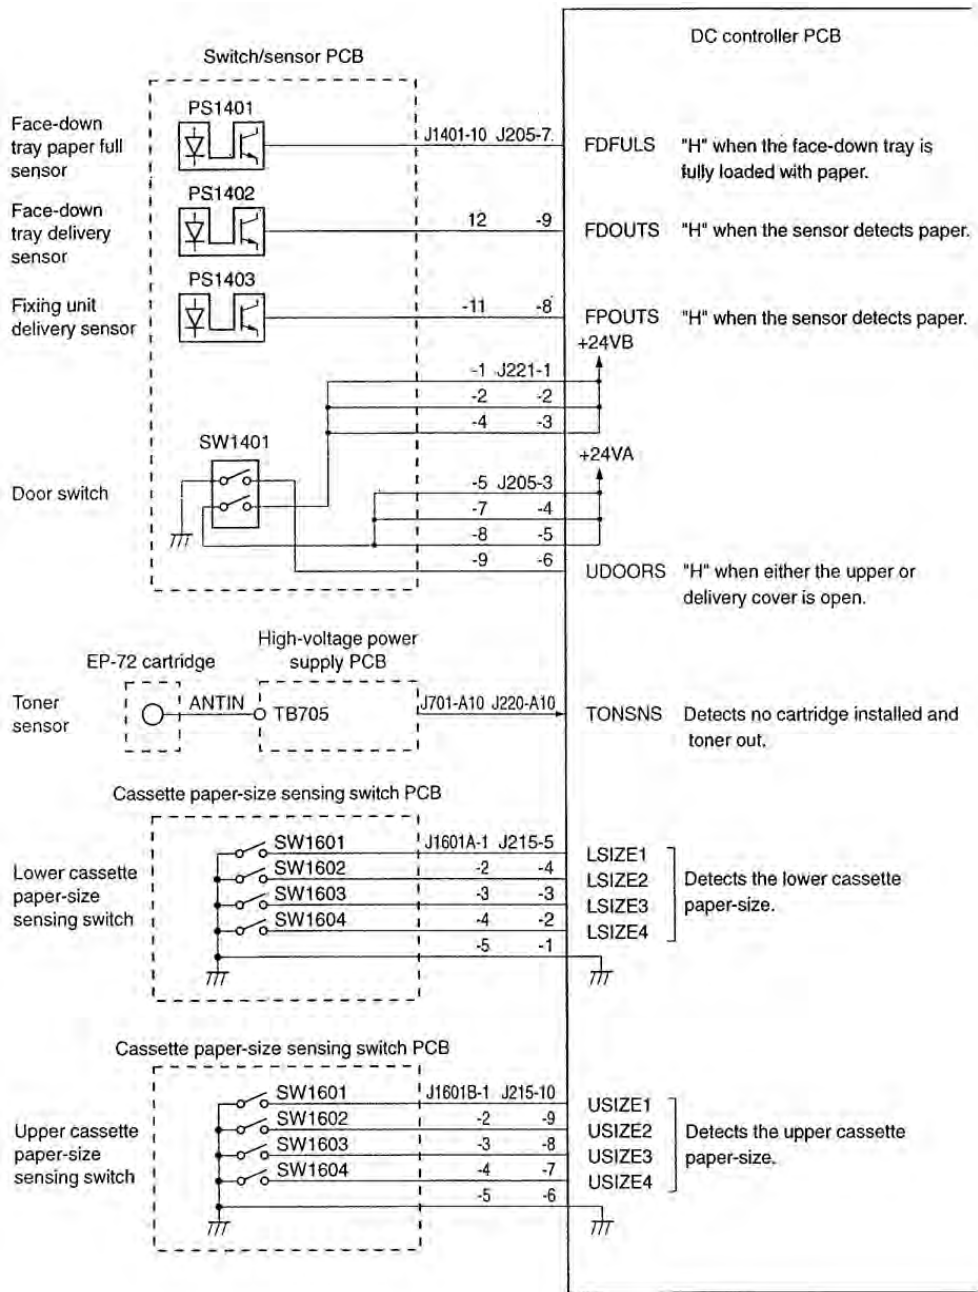 DC controller PCB
Switch/sensor PCB
PS1401
Face-down
tray paper full
sensor
J1401-10 J205-7
FDFULS "H" when the face-down tray is
fully loaded with paper.
PS1402
Face-down
tray delivery
sensor
12 -9
FDOUTS "H" when the sensor detects paper.
PS1403
Fixing unit
delivery sensor
-11 -8
FPOUTS "H" when the sensor detects paper.
+24VB
-1 J221-1
-2 -2
-4 -3
SW1401
+24VA
Door switch
-5 J205-3
-7 -4
-8 -5
-9 -6
UDOORS "H" when either the upper or
delivery cover is open.
High-voltage power
supply PCB
EP-72 cartridge
Toner
sensor
ANTIN
TB705
J701-A10 J220-A10
TONSNS Detects no cartridge installed and
toner out.
Cassette paper-size sensing switch PCB
Lower cassette
paper-size
sensing switch
SW1601 J1601A-1 J215-5 LSIZE1
SW1602 -2 -4 LSIZE2
SW1603 -3 -3 LSIZE3
SW1604 -4 -2 LSIZE4
-5 -1
Detects the lower cassette
paper-size.
Cassette paper-size sensing switch PCB
Upper cassette
paper-size
sensing switch
SW1601 J1601B-1 J215-10 USIZE1
SW1602 -2 -9 USIZE2
SW1603 -3 -8 USIZE3
SW1604 -4 -7 USIZE4
-5 -6
Detects the upper cassette
paper-size.